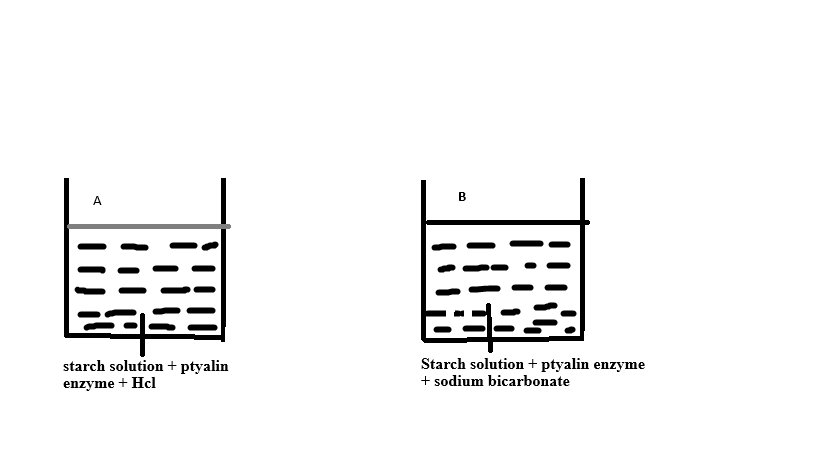 A
B
starch solution + ptyalin
enzyme + Hcl
Starch solution + ptyalin enzyme
+ sodium bicarbonate